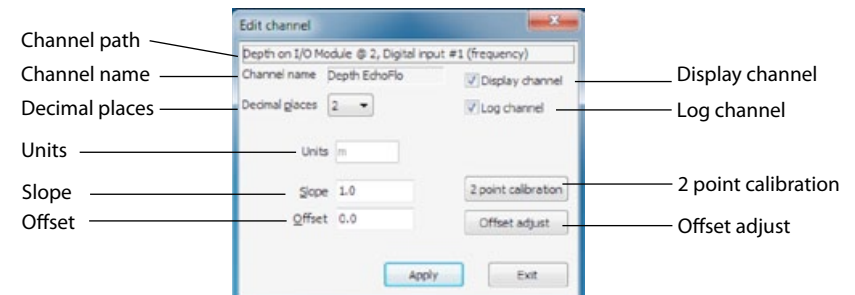 Edit channel
Channel path
Depth on I/O Module @ 2, Digital input #1 (frequency)
Channel name
Channel name Depth EchoFlo
Display channel
Display channel
Decimal places
Decimal places 2
Log channel
Log channel
Units
Units m
Slope
Slope 1.0
2 point calibration
2 point calibration
Offset
Offset 0.0
Offset adjust
Offset adjust
Apply
Exit